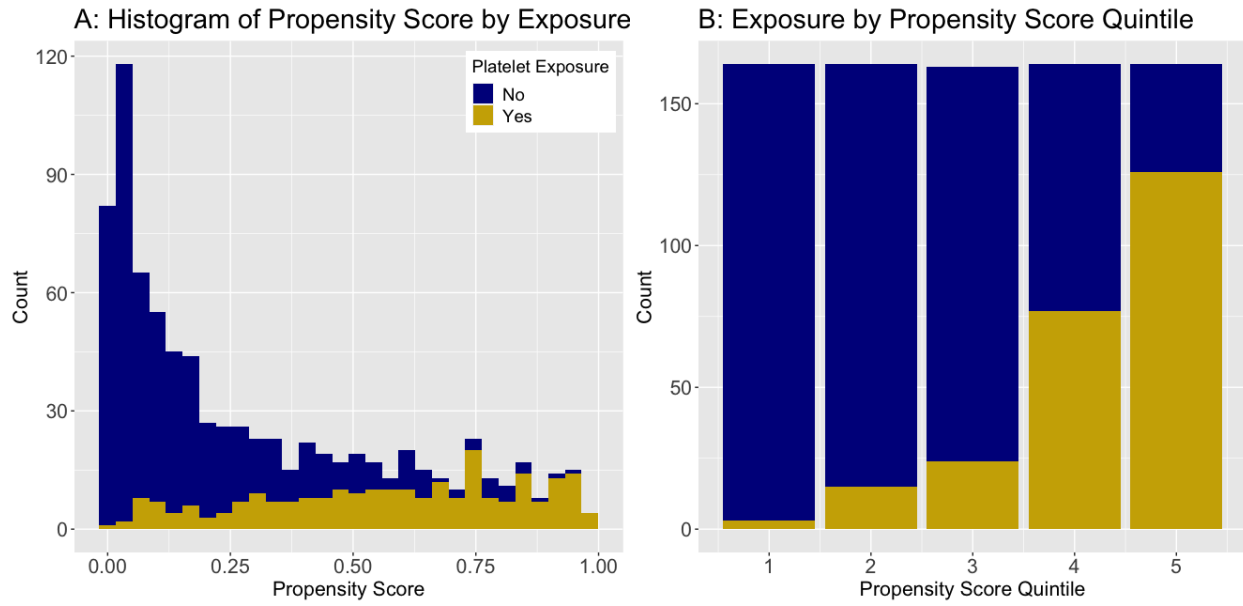 A: Histogram of Propensity Score by Exposure
120
90
60
30
0
Count
Platelet Exposure
No
Yes
0.00 0.25 0.50 0.75 1.00
Propensity Score
B: Exposure by Propensity Score Quintile
150
100
50
0
Count
1 2 3 4 5
Propensity Score Quintile